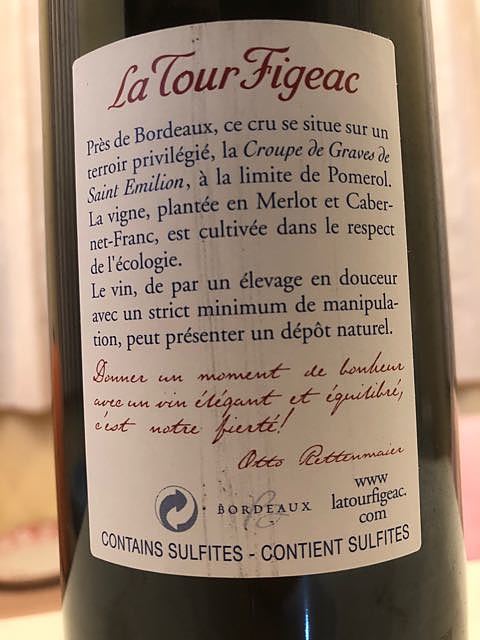 La Tour Figeac
Près de Bordeaux, ce cru se situe sur un
terroir privilégié, la Croupe de Graves de
Saint Emilion, à la limite de Pomerol.
La vigne, plantée en Merlot et Caber-
net-Franc, est cultivée dans le respect
de l'écologie.
Le vin, de par un élevage en douceur
avec un strict minimum de manipula-
tion, peut présenter un dépôt naturel.
Donner un moment de bonheur
avec un vin élégant et équilibré,
c'est notre fierté!
Otto Rettenmaier
BORDEAUX
www
latourfigeac.
com
CONTAINS SULFITES - CONTIENT SULFITES